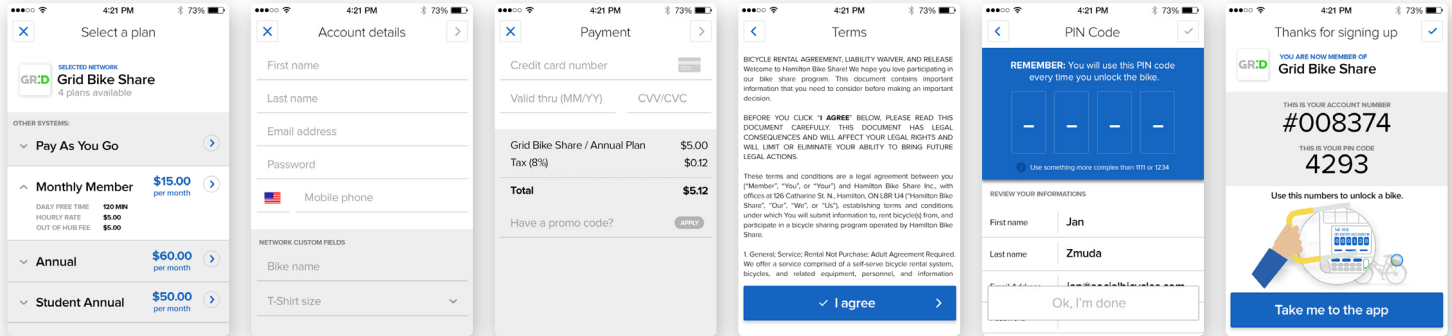 4:21 PM
73%
Select a plan
GRID
SELECTED NETWORK
Grid Bike Share
4 plans available
OTHER SYSTEMS:
Pay As You Go
Monthly Member
$15.00
per month
DAILY FREE TIME 120 MIN
HOURLY RATE $5.00
OUT OF HUB FEE $5.00
Annual
$60.00
per month
Student Annual
$50.00
per month
4:21 PM
73%
Account details
First name
Last name
Email address
Password
Mobile phone
NETWORK CUSTOM FIELDS
Bike name
T-Shirt size
4:21 PM
73%
Payment
Credit card number
Valid thru (MM/YY) CVV/CVC
Grid Bike Share / Annual Plan $5.00
Tax (8%) $0.12
Total $5.12
Have a promo code? APPLY
4:21 PM
73%
Terms
BICYCLE RENTAL AGREEMENT, LIABILITY WAIVER, AND RELEASE
Welcome to Hamilton Bike Share! We hope you love participating in
our bike share program. This document contains important
information that you need to consider before making an important
decision.
BEFORE YOU CLICK "I AGREE" BELOW, PLEASE READ THIS
DOCUMENT CAREFULLY. THIS DOCUMENT HAS LEGAL
CONSEQUENCES AND WILL AFFECT YOUR LEGAL RIGHTS AND
WILL LIMIT OR ELIMINATE YOUR ABILITY TO BRING FUTURE
LEGAL ACTIONS.
These terms and conditions are a legal agreement between you
("Member", "You", or "Your") and Hamilton Bike Share Inc., with
offices at 126 Catharine St. N., Hamilton, ON L8R 1J4 ("Hamilton Bike
Share", "Our", "We", or "Us"), establishing terms and conditions
under which You will submit information to, rent bicycle(s) from, and
participate in a bicycle sharing program operated by Hamilton Bike
Share.
1. General; Service; Rental Not Purchase; Adult Agreement Required.
We offer a service comprised of a self-serve bicycle rental system,
bicycles, and related equipment, personnel, and information
I agree
4:21 PM
73%
PIN Code
REMEMBER: You will use this PIN code
every time you unlock the bike.
Use something more complex than 1111 or 1234
REVIEW YOUR INFORMATIONS
First name Jan
Last name Zmuda
Ok, I'm done
4:21 PM
73%
Thanks for signing up
GRID
YOU ARE NOW MEMBER OF
Grid Bike Share
THIS IS YOUR ACCOUNT NUMBER
#008374
THIS IS YOUR PIN CODE
4293
Use this numbers to unlock a bike.
Take me to the app